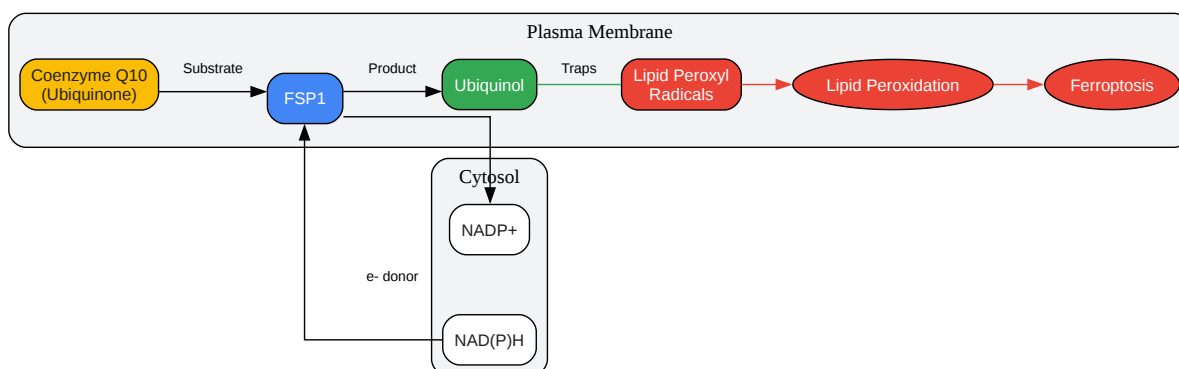 Plasma Membrane
Coenzyme Q10
(Ubiquinone)
Substrate
FSP1
Product
Ubiquinol
Traps
Lipid Peroxyl
Radicals
Lipid Peroxidation
Ferroptosis
Cytosol
NADP+
e- donor
NAD(P)H